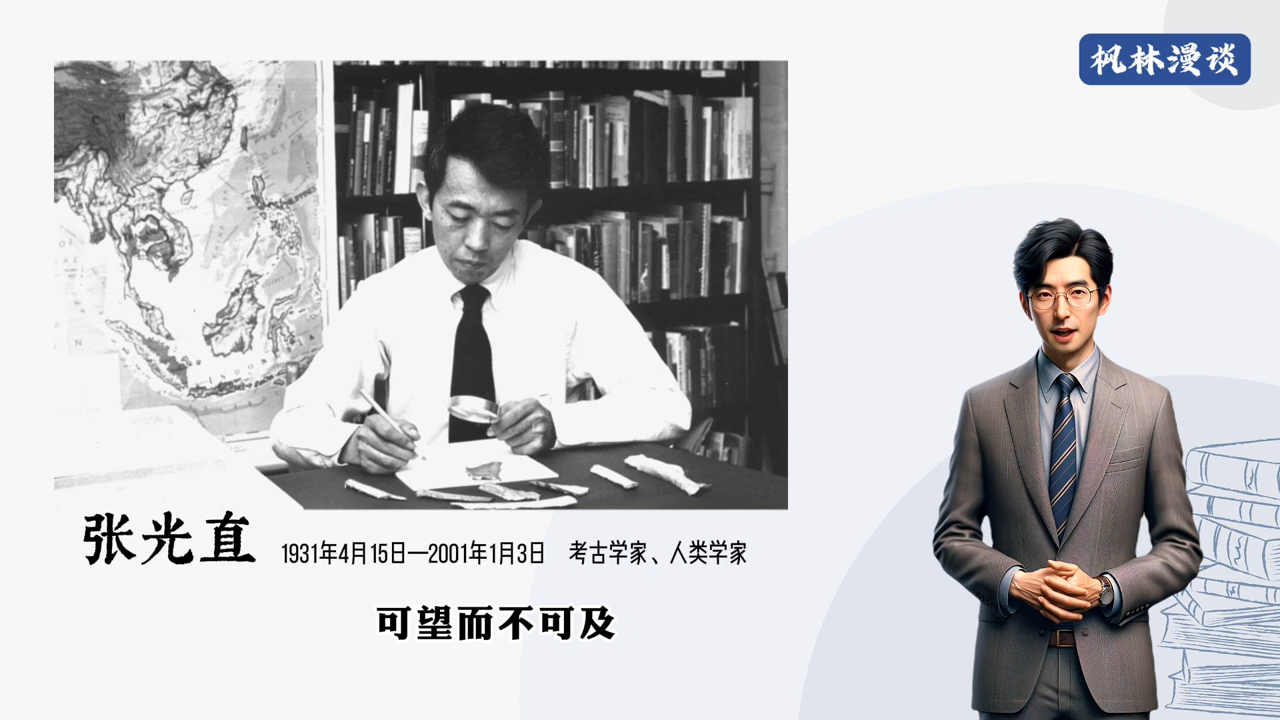 枫林漫谈
张光直
1931年4月15日—2001年1月3日 考古学家、人类学家
可望而不可及